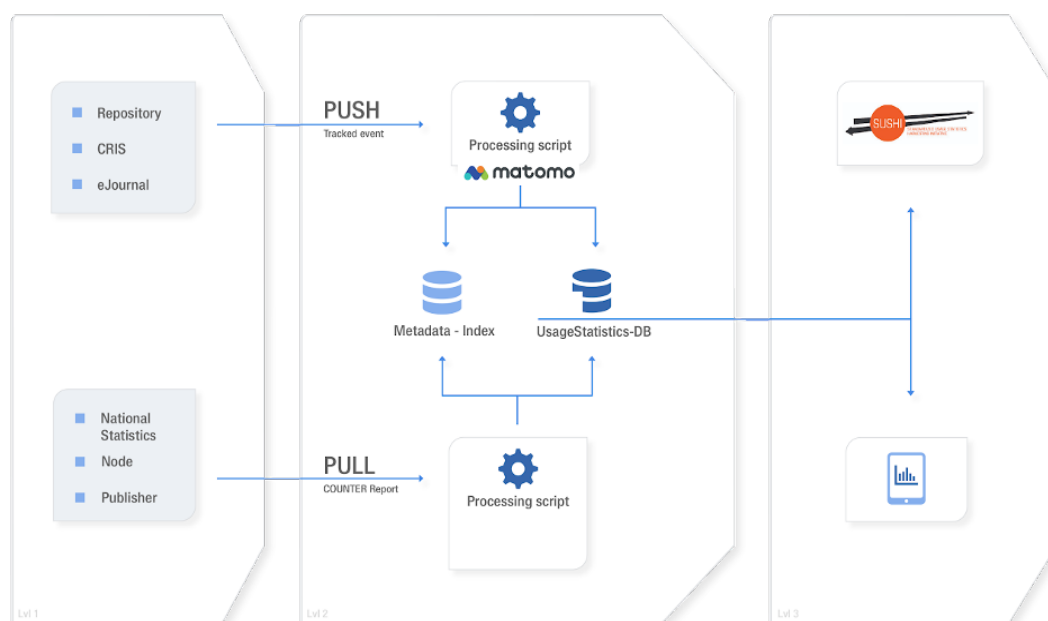 Repository
CRIS
eJournal
PUSH
Tracked event
Processing script
matomo
SUSHI
Metadata - Index
UsageStatistics-DB
National
Statistics
Node
Publisher
PULL
COUNTER Report
Processing script
Lvl 1
Lvl 2
Lvl 3